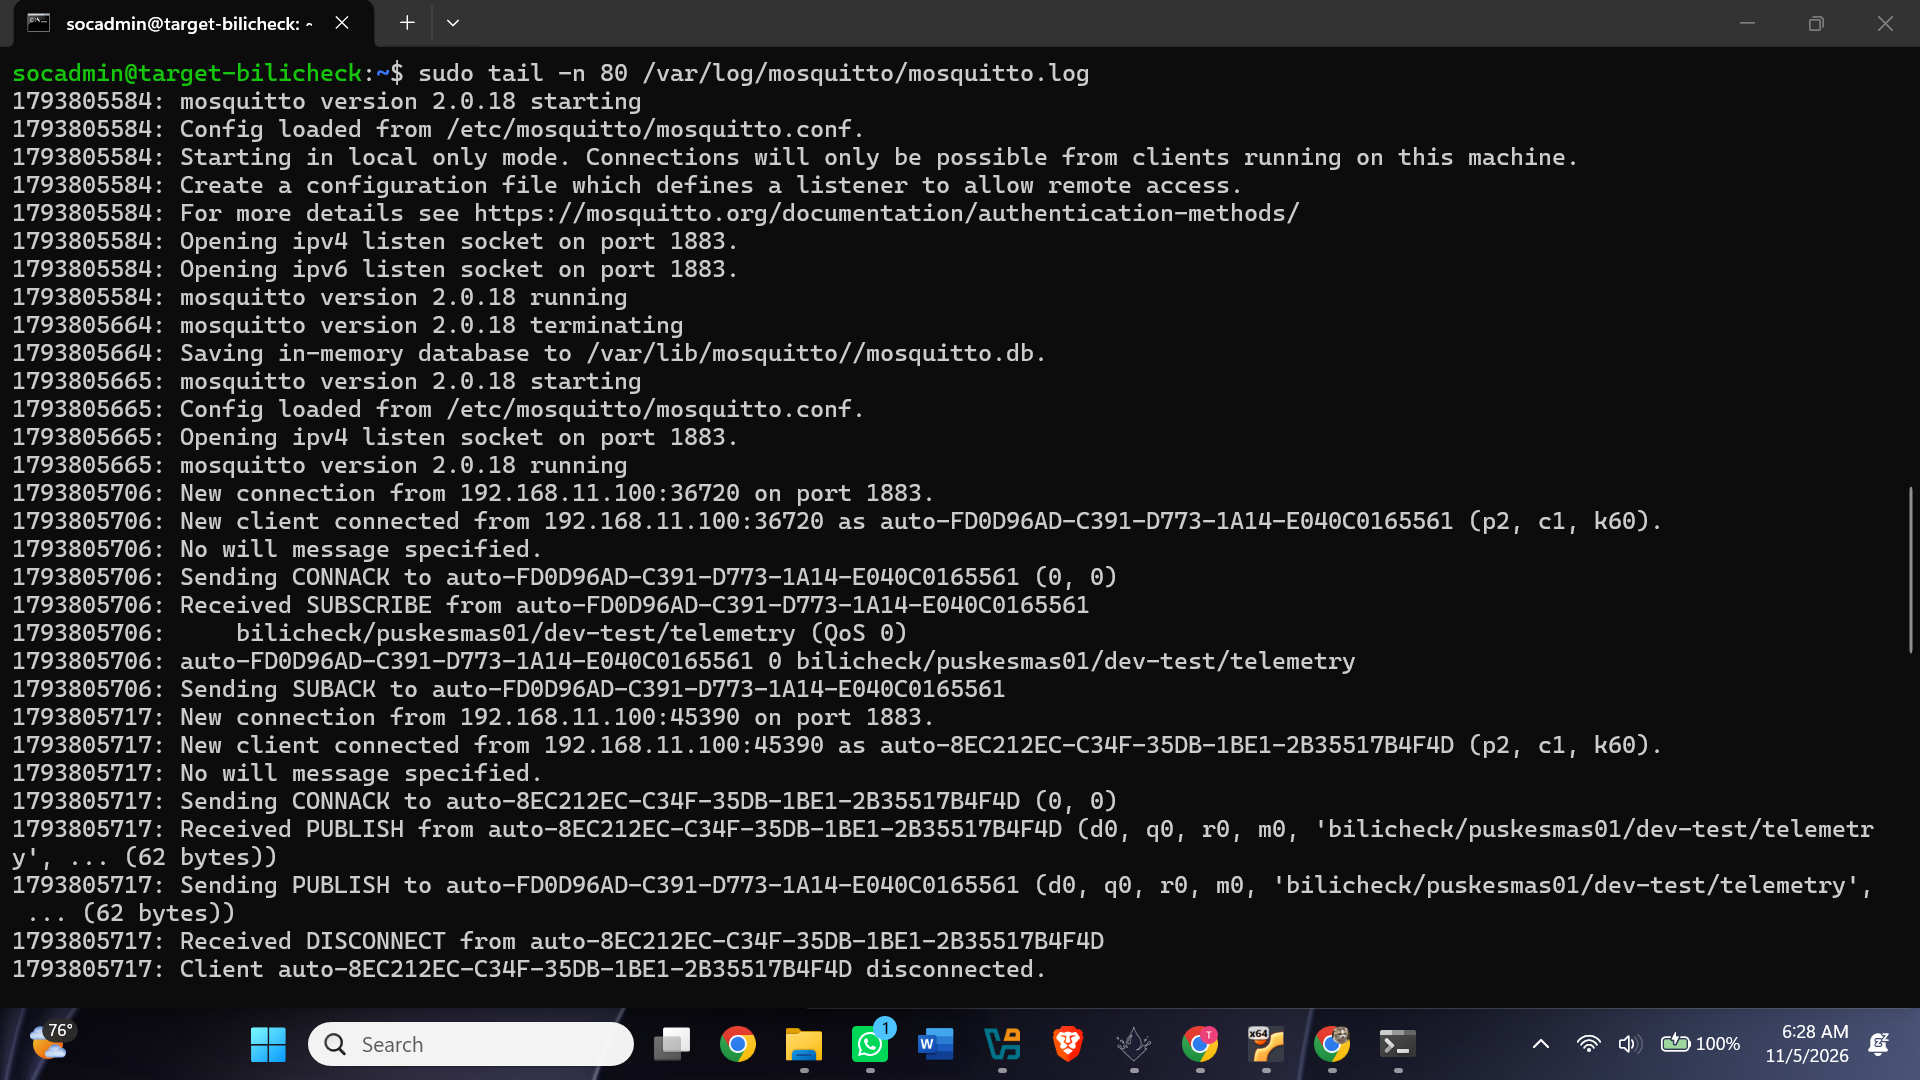 socadmin@target-bilicheck: ~
socadmin@target-bilicheck:~$ sudo tail -n 80 /var/log/mosquitto/mosquitto.log
1793805584: mosquitto version 2.0.18 starting
1793805584: Config loaded from /etc/mosquitto/mosquitto.conf.
1793805584: Starting in local only mode. Connections will only be possible from clients running on this machine.
1793805584: Create a configuration file which defines a listener to allow remote access.
1793805584: For more details see https://mosquitto.org/documentation/authentication-methods/
1793805584: Opening ipv4 listen socket on port 1883.
1793805584: Opening ipv6 listen socket on port 1883.
1793805584: mosquitto version 2.0.18 running
1793805664: mosquitto version 2.0.18 terminating
1793805664: Saving in-memory database to /var/lib/mosquitto//mosquitto.db.
1793805665: mosquitto version 2.0.18 starting
1793805665: Config loaded from /etc/mosquitto/mosquitto.conf.
1793805665: Opening ipv4 listen socket on port 1883.
1793805665: mosquitto version 2.0.18 running
1793805706: New connection from 192.168.11.100:36720 on port 1883.
1793805706: New client connected from 192.168.11.100:36720 as auto-FD0D96AD-C391-D773-1A14-E040C0165561 (p2, c1, k60).
1793805706: No will message specified.
1793805706: Sending CONNACK to auto-FD0D96AD-C391-D773-1A14-E040C0165561 (0, 0)
1793805706: Received SUBSCRIBE from auto-FD0D96AD-C391-D773-1A14-E040C0165561
1793805706:     bilicheck/puskesmas01/dev-test/telemetry (QoS 0)
1793805706: auto-FD0D96AD-C391-D773-1A14-E040C0165561 0 bilicheck/puskesmas01/dev-test/telemetry
1793805706: Sending SUBACK to auto-FD0D96AD-C391-D773-1A14-E040C0165561
1793805717: New connection from 192.168.11.100:45390 on port 1883.
1793805717: New client connected from 192.168.11.100:45390 as auto-8EC212EC-C34F-35DB-1BE1-2B35517B4F4D (p2, c1, k60).
1793805717: No will message specified.
1793805717: Sending CONNACK to auto-8EC212EC-C34F-35DB-1BE1-2B35517B4F4D (0, 0)
1793805717: Received PUBLISH from auto-8EC212EC-C34F-35DB-1BE1-2B35517B4F4D (d0, q0, r0, m0, 'bilicheck/puskesmas01/dev-test/telemetr
y', ... (62 bytes))
1793805717: Sending PUBLISH to auto-FD0D96AD-C391-D773-1A14-E040C0165561 (d0, q0, r0, m0, 'bilicheck/puskesmas01/dev-test/telemetry',
 ... (62 bytes))
1793805717: Received DISCONNECT from auto-8EC212EC-C34F-35DB-1BE1-2B35517B4F4D
1793805717: Client auto-8EC212EC-C34F-35DB-1BE1-2B35517B4F4D disconnected.
76°
Search
1
W
T
x64
100%
6:28 AM
11/5/2026